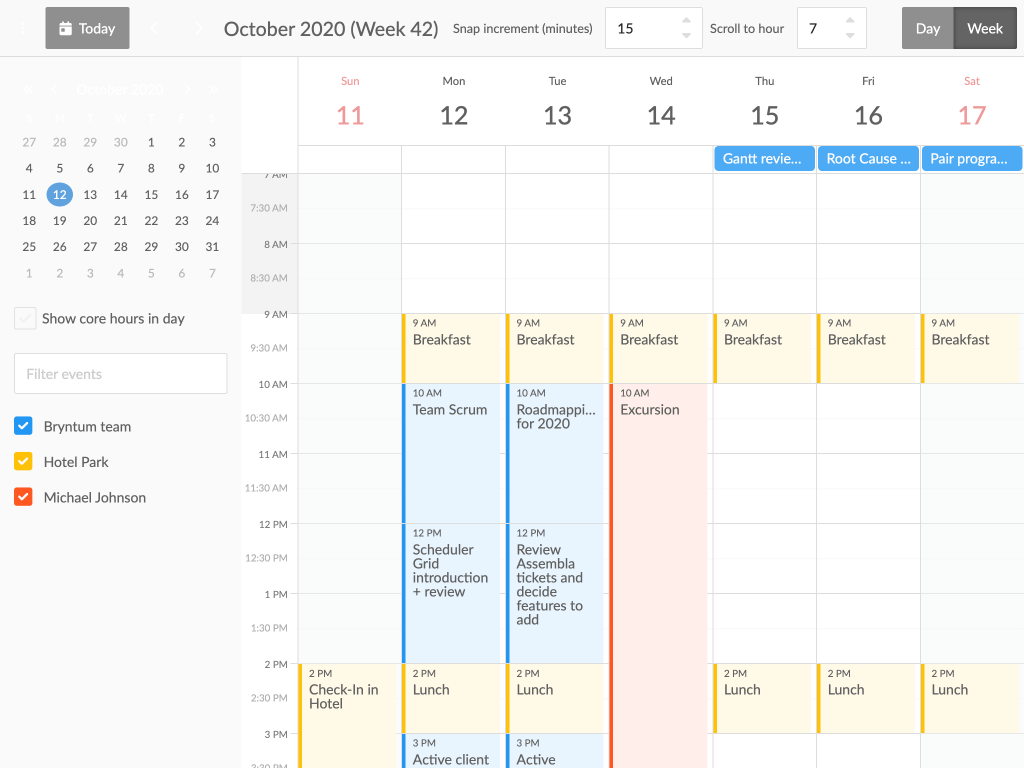 Today
October 2020 (Week 42)
Snap increment (minutes)
15
Scroll to hour
7
Day
Week
October 2020
27 28 29 30 1 2 3
4 5 6 7 8 9 10
11 12 13 14 15 16 17
18 19 20 21 22 23 24
25 26 27 28 29 30 31
1 2 3 4 5 6 7
Show core hours in day
Filter events
Bryntum team
Hotel Park
Michael Johnson
Sun Mon Tue Wed Thu Fri Sat
11 12 13 14 15 16 17
Gantt revie... Root Cause ... Pair progra...
7 AM
7:30 AM
8 AM
8:30 AM
9 AM
9:30 AM
10 AM
10:30 AM
11 AM
11:30 AM
12 PM
12:30 PM
1 PM
1:30 PM
2 PM
2:30 PM
3 PM
3:30 PM
2 PM
Check-In in
Hotel
9 AM
Breakfast
10 AM
Team Scrum
12 PM
Scheduler
Grid
introduction
+ review
2 PM
Lunch
3 PM
Active client
9 AM
Breakfast
10 AM
Roadmappi...
for 2020
12 PM
Review
Assembla
tickets and
decide
features to
add
2 PM
Lunch
3 PM
Active
9 AM
Breakfast
10 AM
Excursion
9 AM
Breakfast
2 PM
Lunch
9 AM
Breakfast
2 PM
Lunch
9 AM
Breakfast
2 PM
Lunch